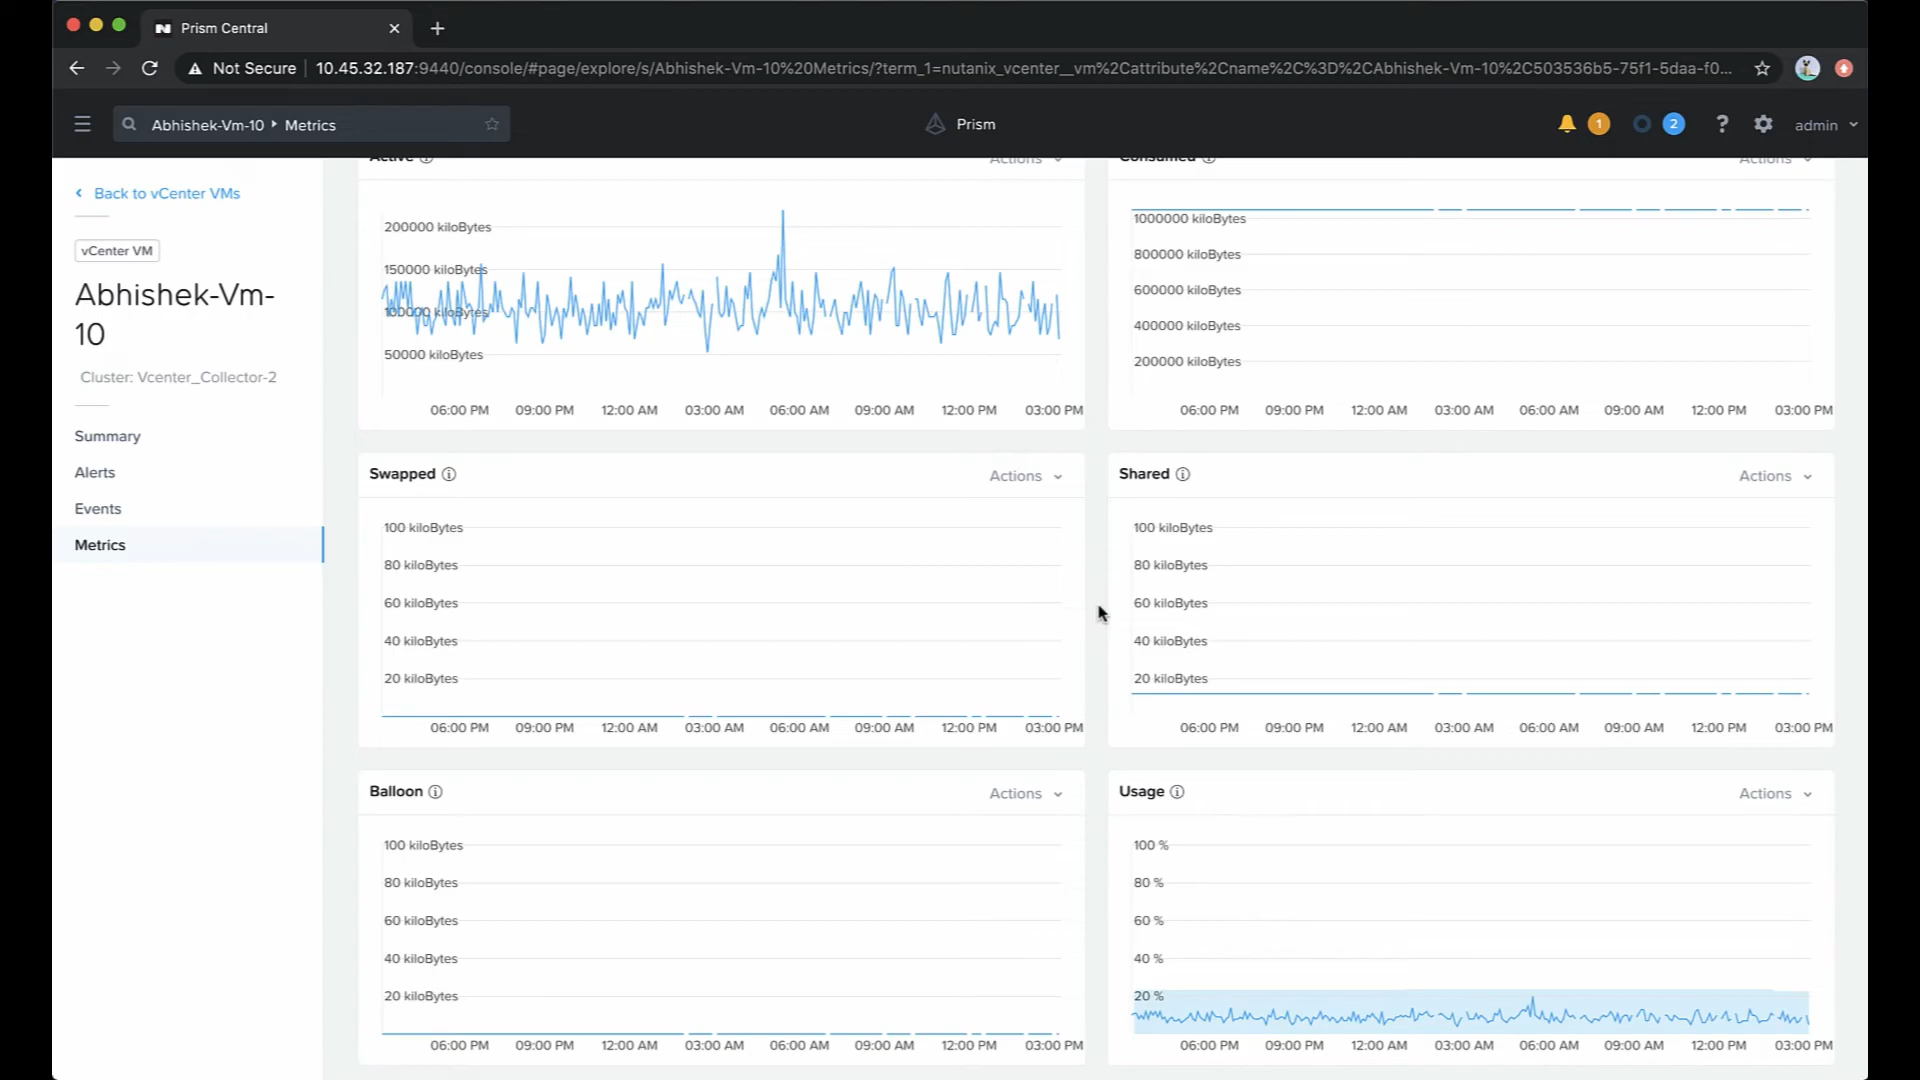 Prism Central
Not Secure
10.45.32.187:9440/console/#page/explore/s/Abhishek-Vm-10%20Metrics/?term_1=nutanix_vcenter__vm%2Cattribute%2Cname%2C%3D%2CAbhishek-Vm-10%2C503536b5-75f1-5daa-f0...
Abhishek-Vm-10 Metrics
Prism
1
2
?
admin
Back to vCenter VMs
vCenter VM
Abhishek-Vm-
10
Cluster: Vcenter_Collector-2
Summary
Alerts
Events
Metrics
Active
Actions
200000 kiloBytes
150000 kiloBytes
100000 kiloBytes
50000 kiloBytes
06:00 PM 09:00 PM 12:00 AM 03:00 AM 06:00 AM 09:00 AM 12:00 PM 03:00 PM
Consumed
Actions
1000000 kiloBytes
800000 kiloBytes
600000 kiloBytes
400000 kiloBytes
200000 kiloBytes
06:00 PM 09:00 PM 12:00 AM 03:00 AM 06:00 AM 09:00 AM 12:00 PM 03:00 PM
Swapped
Actions
100 kiloBytes
80 kiloBytes
60 kiloBytes
40 kiloBytes
20 kiloBytes
06:00 PM 09:00 PM 12:00 AM 03:00 AM 06:00 AM 09:00 AM 12:00 PM 03:00 PM
Shared
Actions
100 kiloBytes
80 kiloBytes
60 kiloBytes
40 kiloBytes
20 kiloBytes
06:00 PM 09:00 PM 12:00 AM 03:00 AM 06:00 AM 09:00 AM 12:00 PM 03:00 PM
Balloon
Actions
100 kiloBytes
80 kiloBytes
60 kiloBytes
40 kiloBytes
20 kiloBytes
06:00 PM 09:00 PM 12:00 AM 03:00 AM 06:00 AM 09:00 AM 12:00 PM 03:00 PM
Usage
Actions
100 %
80 %
60 %
40 %
20 %
06:00 PM 09:00 PM 12:00 AM 03:00 AM 06:00 AM 09:00 AM 12:00 PM 03:00 PM